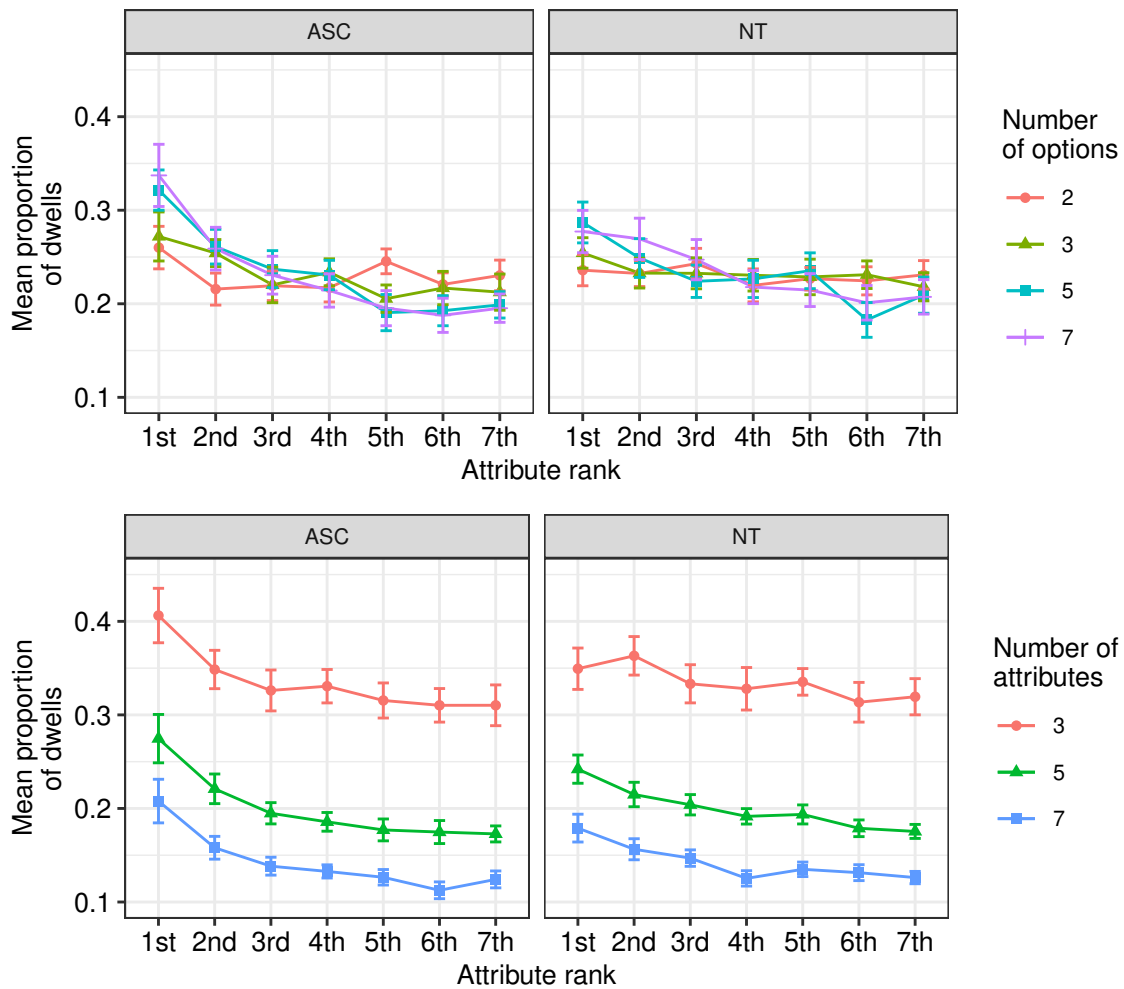 ASC
NT
0.4
0.3
0.2
0.1
Mean proportion
of dwells
1st 2nd 3rd 4th 5th 6th 7th
1st 2nd 3rd 4th 5th 6th 7th
Attribute rank
Number
of options
2
3
5
7
ASC
NT
0.4
0.3
0.2
0.1
Mean proportion
of dwells
1st 2nd 3rd 4th 5th 6th 7th
1st 2nd 3rd 4th 5th 6th 7th
Attribute rank
Number of
attributes
3
5
7